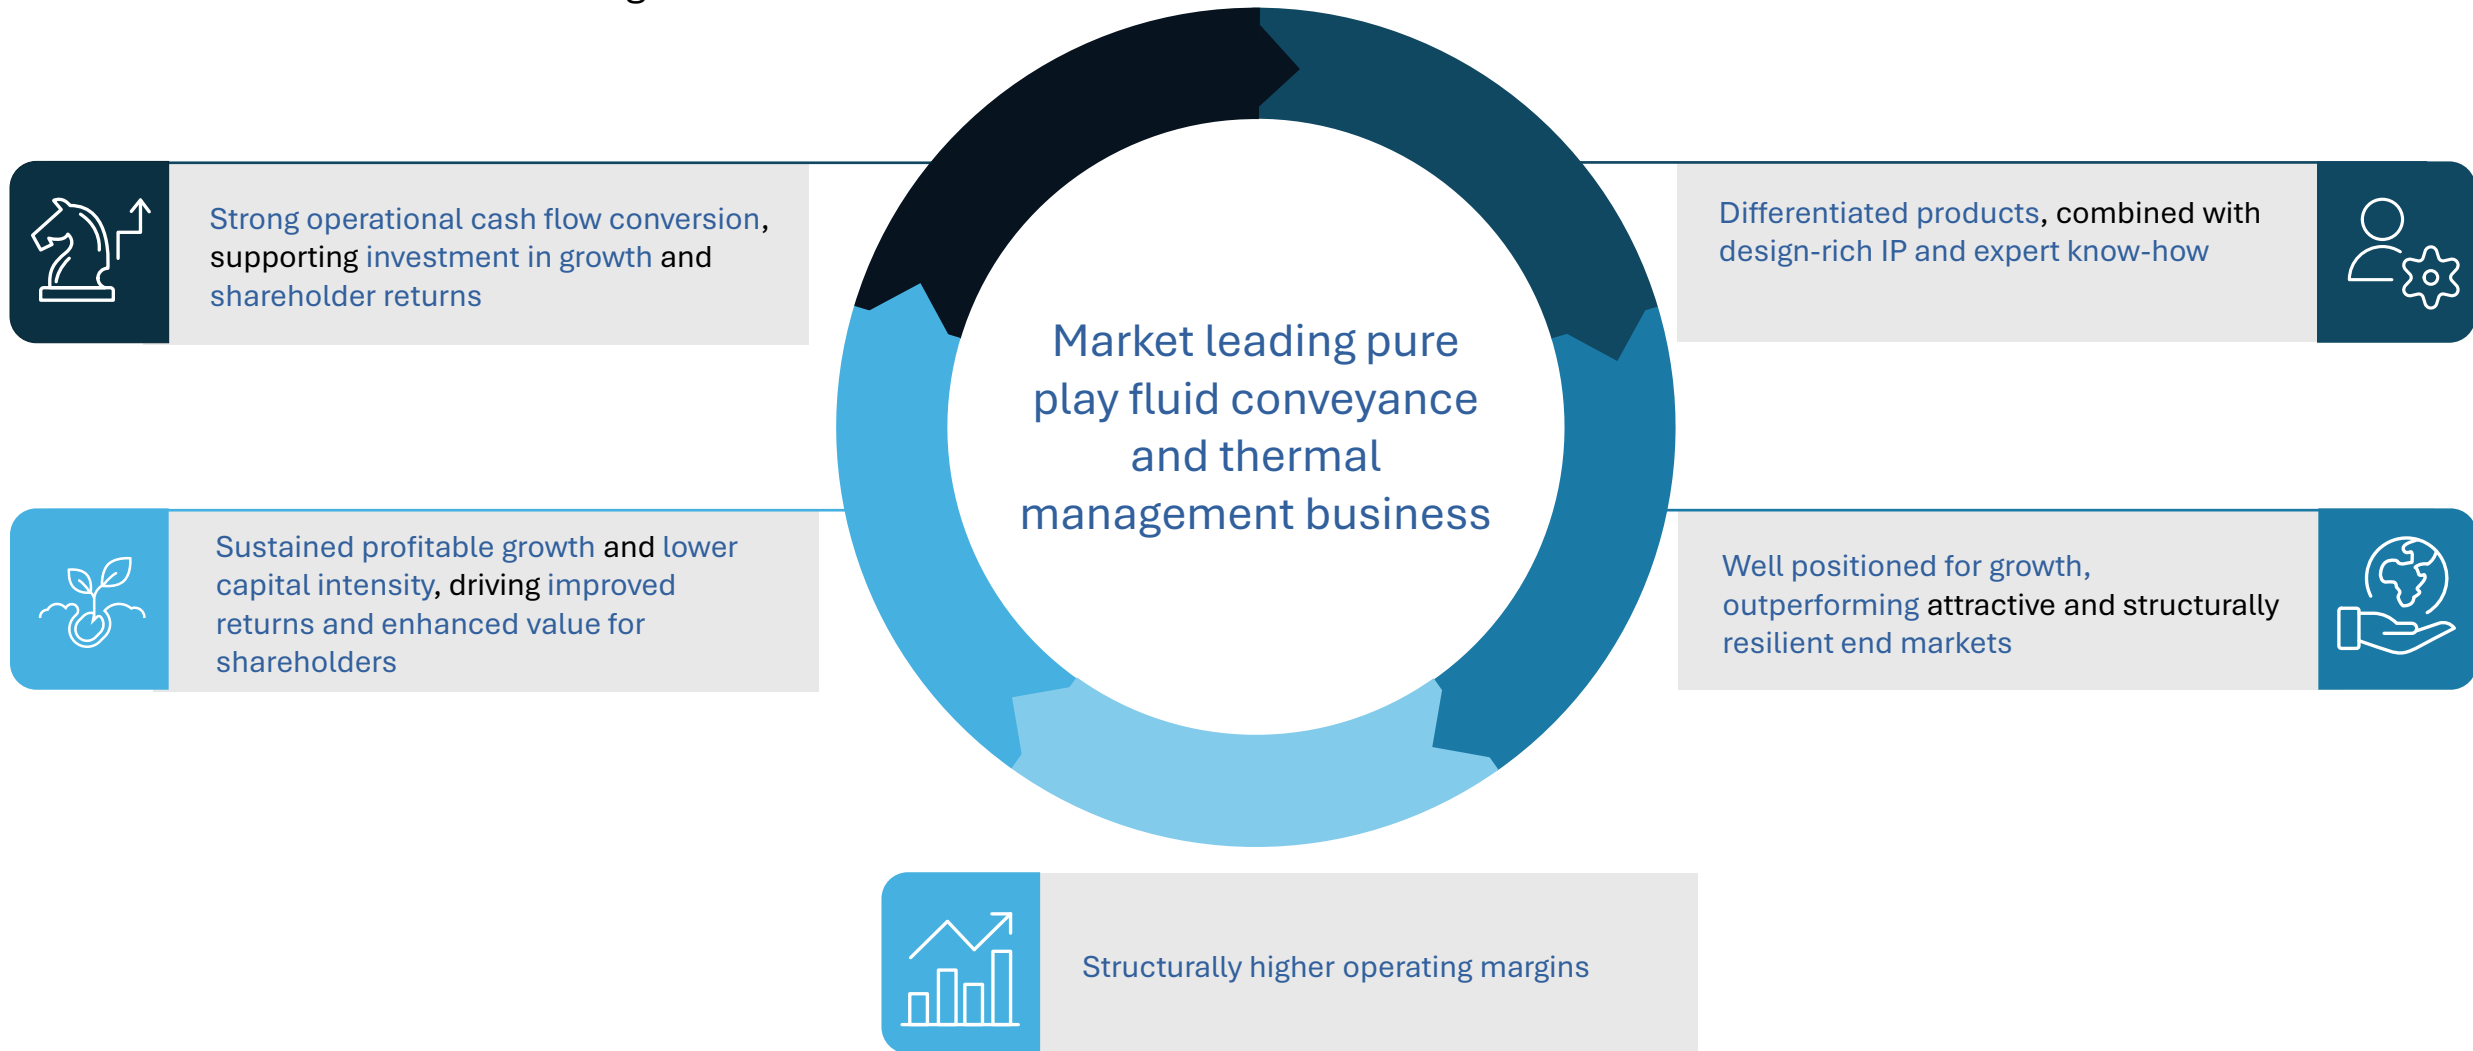 Strong operational cash flow conversion,
supporting investment in growth and
shareholder returns
Differentiated products, combined with
design-rich IP and expert know-how
Market leading pure
play fluid conveyance
and thermal
management business
Sustained profitable growth and lower
capital intensity, driving improved
returns and enhanced value for
shareholders
Well positioned for growth,
outperforming attractive and structurally
resilient end markets
Structurally higher operating margins